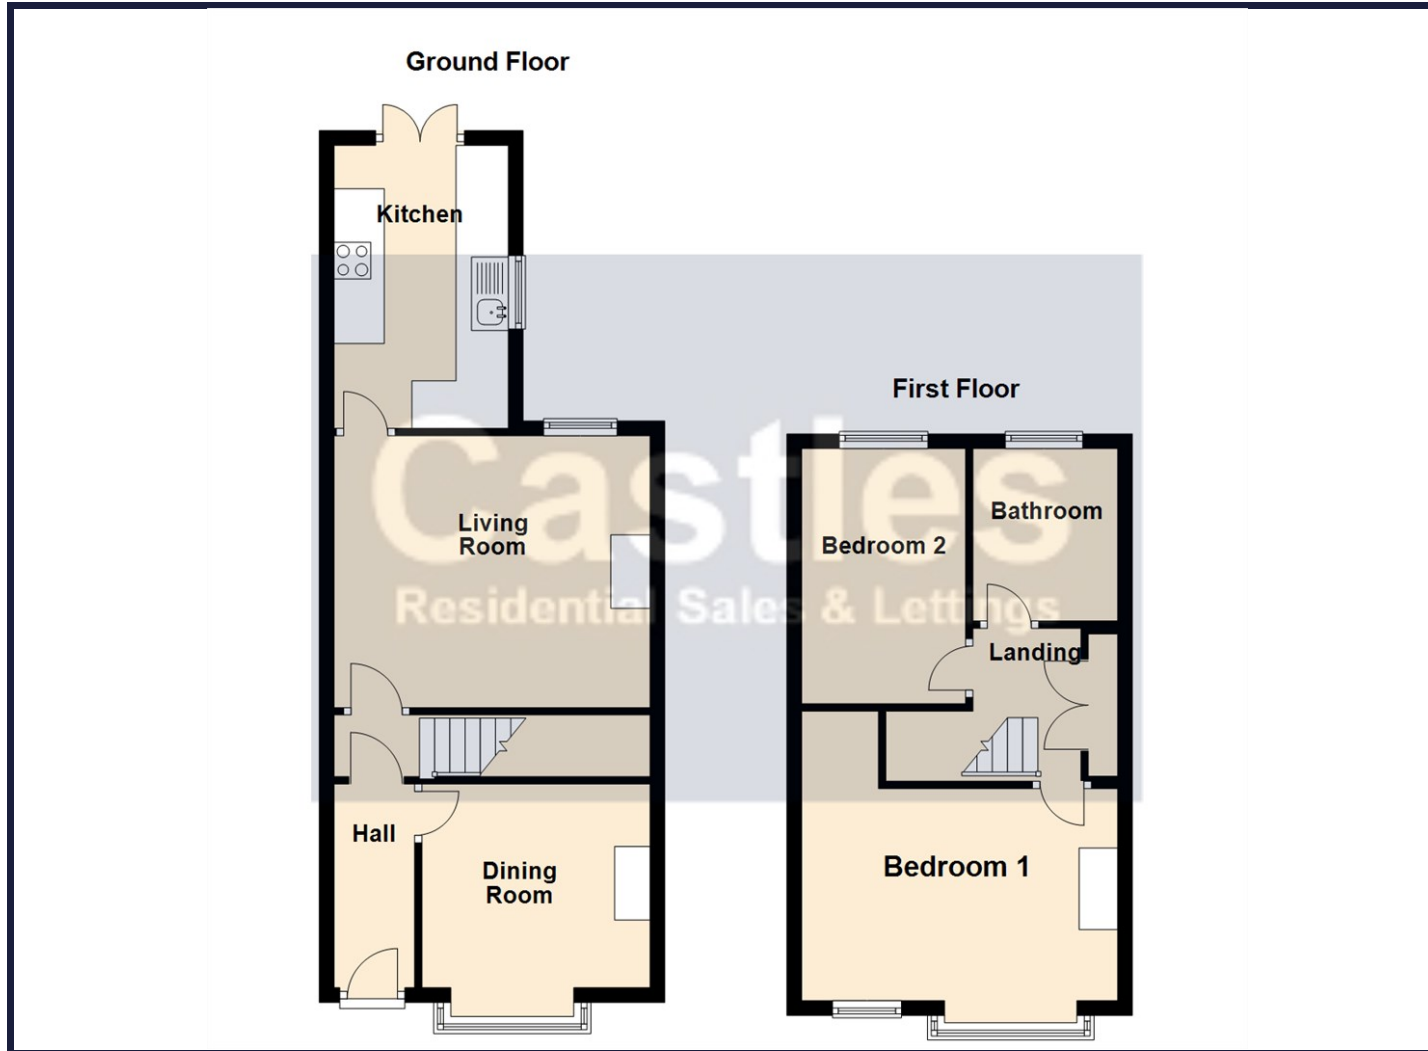 Ground Floor
Kitchen
First Floor
Castles
Residential Sales & Lettings
Living
Room
Bathroom
Bedroom 2
Landing
Hall
Dining
Room
Bedroom 1